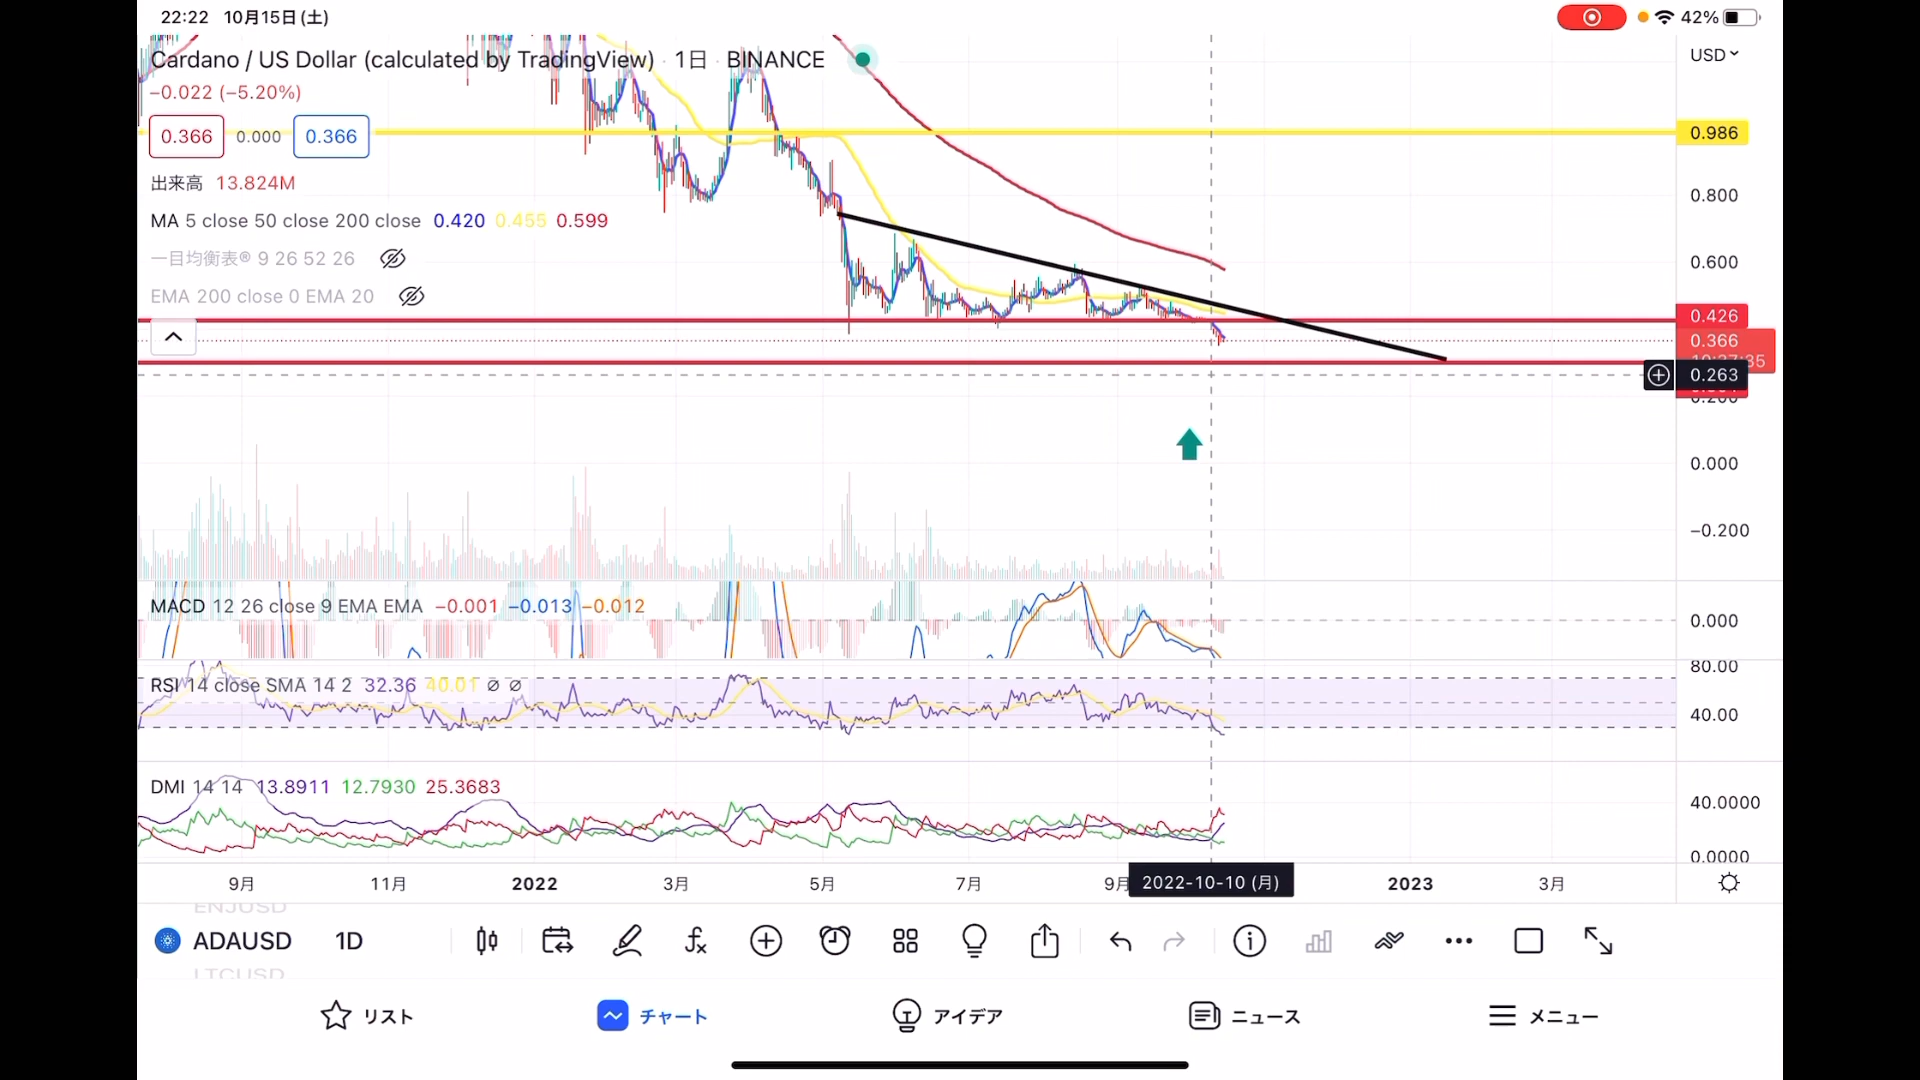 22:22 10月15日(土)
42%
Cardano / US Dollar (calculated by TradingView) · 1日 · BINANCE
USD
−0.022 (−5.20%)
0.366 0.000 0.366
0.986
出来高 13.824M
0.800
MA 5 close 50 close 200 close 0.420 0.455 0.599
一目均衡表® 9 26 52 26
0.600
EMA 200 close 0 EMA 20
0.426
0.366
0.263
0.200
0.000
−0.200
MACD 12 26 close 9 EMA EMA −0.001 −0.013 −0.012
0.000
80.00
RSI 14 close SMA 14 2 32.36 40.01 ∅ ∅
40.00
DMI 14 14 13.8911 12.7930 25.3683
40.0000
0.0000
9月 11月 2022 3月 5月 7月 9月 2022-10-10 (月) 2023 3月
ENJUSD
ADAUSD 1D
LTCUSD
リスト チャート アイデア ニュース メニュー